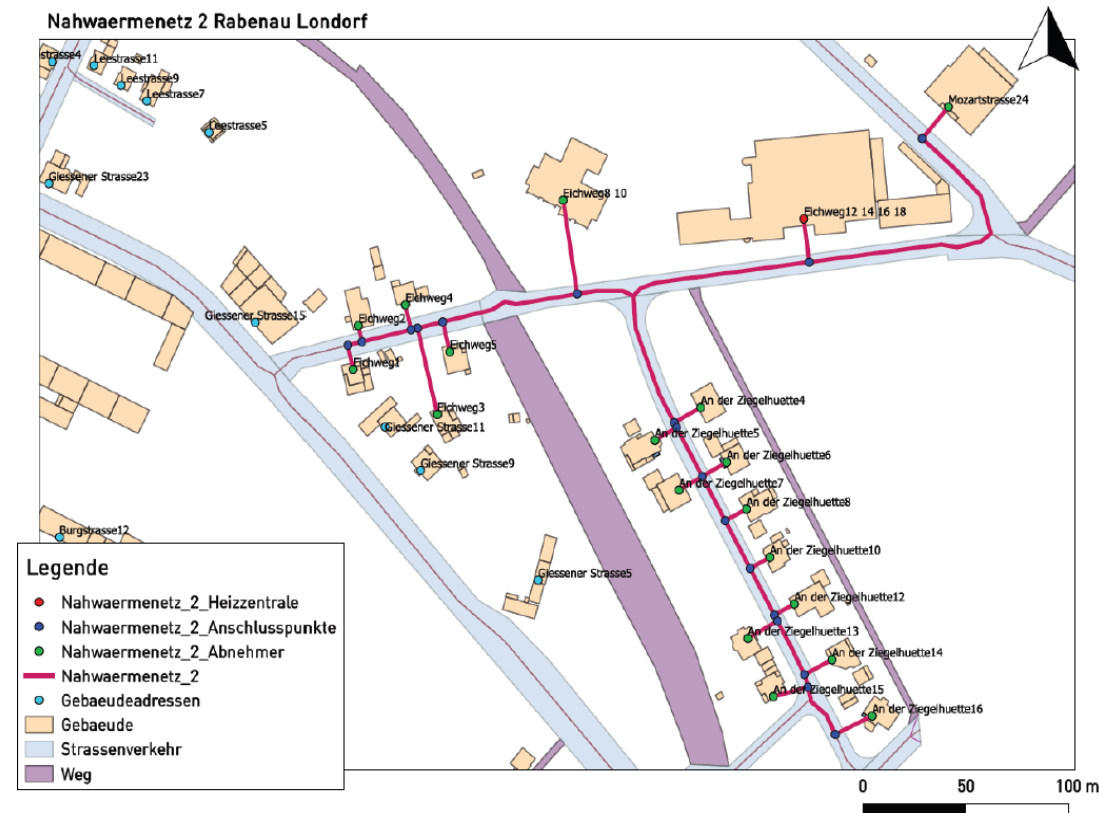 Nahwaermenetz 2 Rabenau Londorf
strasse4
Leestrasse11
Leestrasse9
Leestrasse7
Leestrasse5
Mozartstrasse24
Giessener Strasse23
Eichweg8 10
Eichweg12 14 16 18
Eichweg4
Giessener Strasse15
Eichweg2
Eichweg5
Eichweg1
Eichweg3
Giessener Strasse11
An der Ziegelhuette4
An der Ziegelhuette5
An der Ziegelhuette6
Giessener Strasse9
An der Ziegelhuette7
An der Ziegelhuette8
Burgstrasse12
An der Ziegelhuette10
Giessener Strasse5
An der Ziegelhuette12
An der Ziegelhuette13
An der Ziegelhuette14
An der Ziegelhuette15
An der Ziegelhuette16
Legende
Nahwaermenetz_2_Heizzentrale
Nahwaermenetz_2_Anschlusspunkte
Nahwaermenetz_2_Abnehmer
Nahwaermenetz_2
Gebaeudeadressen
Gebaeude
Strassenverkehr
Weg
0 50 100 m